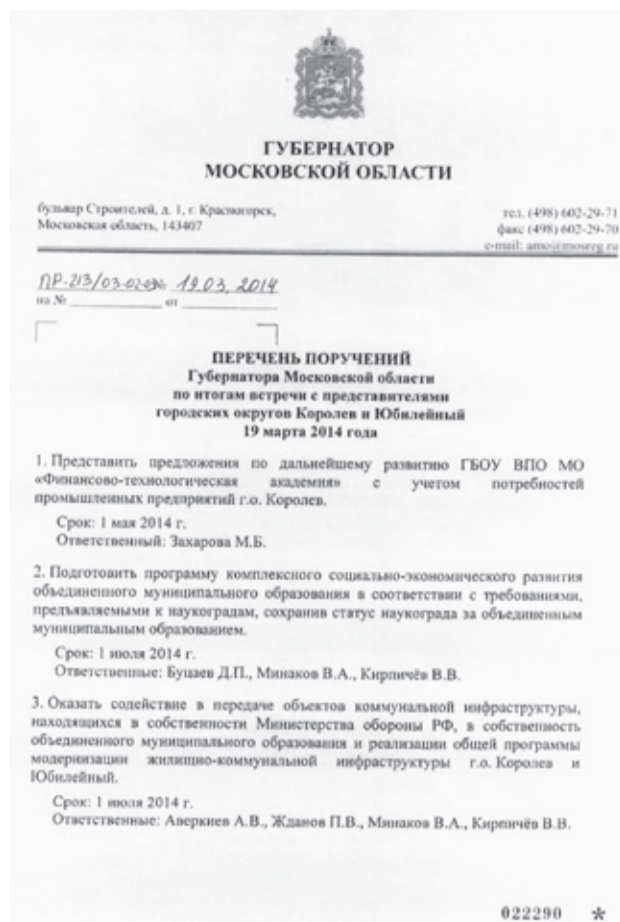 ГУБЕРНАТОР
МОСКОВСКОЙ ОБЛАСТИ
бульвар Строителей, д. 1, г. Красногорск,
Московская область, 143407
тел. (498) 602-29-71
факс (498) 602-29-70
e-mail: amo@mosreg.ru
19.03.2014
на № от
ПЕРЕЧЕНЬ ПОРУЧЕНИЙ
Губернатора Московской области
по итогам встречи с представителями
городских округов Королев и Юбилейный
19 марта 2014 года
1. Представить предложения по дальнейшему развитию ГБОУ ВПО МО
«Финансово-технологическая академия» с учетом потребностей
промышленных предприятий г.о. Королев.
Срок: 1 мая 2014 г.
Ответственный: Захарова М.Б.
2. Подготовить программу комплексного социально-экономического развития
объединенного муниципального образования в соответствии с требованиями,
предъявляемыми к наукоградам, сохранив статус наукограда за объединенным
муниципальным образованием.
Срок: 1 июля 2014 г.
Ответственные: Буцаев Д.П., Минаков В.А., Кирпичёв В.В.
3. Оказать содействие в передаче объектов коммунальной инфраструктуры,
находящихся в собственности Министерства обороны РФ, в собственность
объединенного муниципального образования и реализации общей программы
модернизации жилищно-коммунальной инфраструктуры г.о. Королев и
Юбилейный.
Срок: 1 июля 2014 г.
Ответственные: Аверкиев А.В., Жданов П.В., Минаков В.А., Кирпичёв В.В.
022290 *